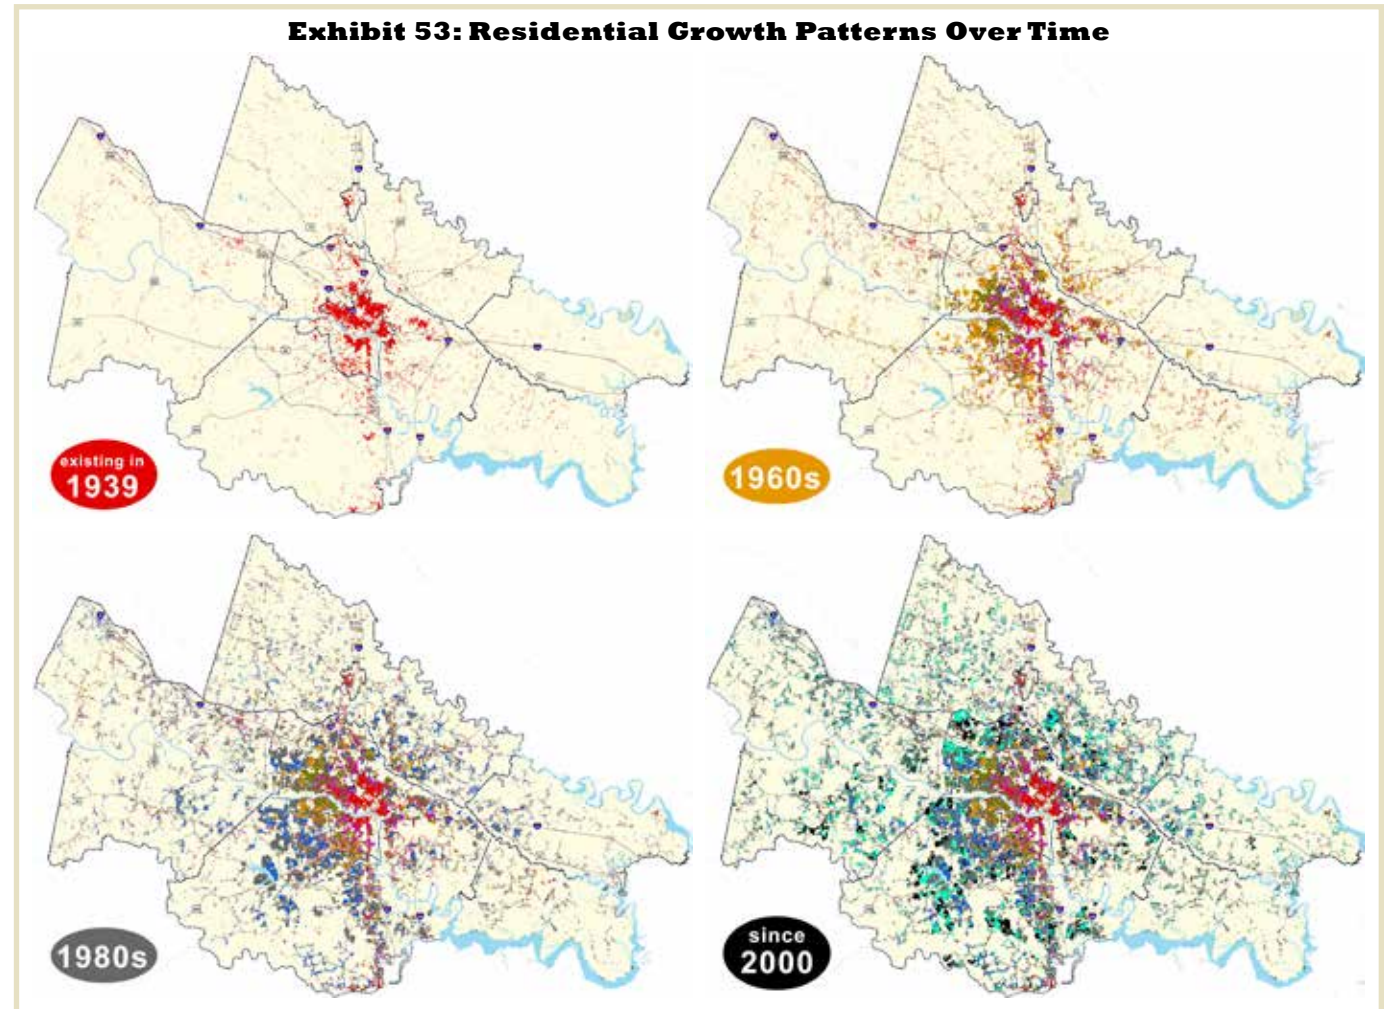 Exhibit 53: Residential Growth Patterns Over Time
existing in
1939
1960s
1980s
since
2000